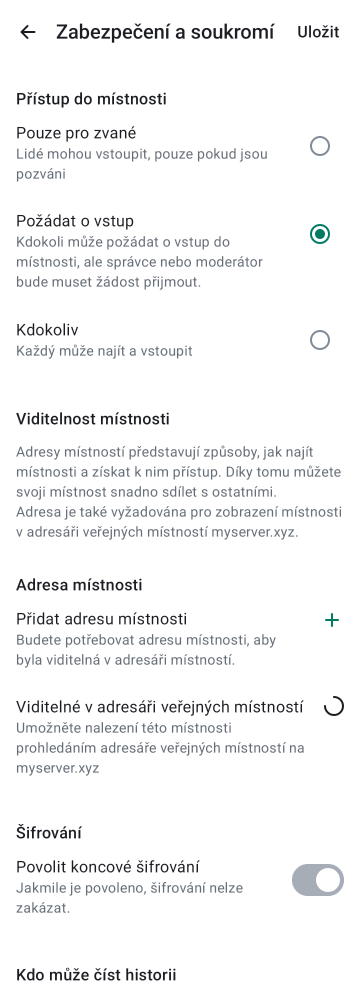 Zabezpečení a soukromí
Uložit
Přístup do místnosti
Pouze pro zvané
Lidé mohou vstoupit, pouze pokud jsou
pozváni
Požádat o vstup
Kdokoli může požádat o vstup do
místnosti, ale správce nebo moderátor
bude muset žádost přijmout.
Kdokoliv
Každý může najít a vstoupit
Viditelnost místnosti
Adresy místností představují způsoby, jak najít
místnosti a získat k nim přístup. Díky tomu můžete
svoji místnost snadno sdílet s ostatními.
Adresa je také vyžadována pro zobrazení místnosti
v adresáři veřejných místností myserver.xyz.
Adresa místnosti
Přidat adresu místnosti
Budete potřebovat adresu místnosti, aby
byla viditelná v adresáři místností.
Viditelné v adresáři veřejných místností
Umožněte nalezení této místnosti
prohledáním adresáře veřejných místností na
myserver.xyz
Šifrování
Povolit koncové šifrování
Jakmile je povoleno, šifrování nelze
zakázat.
Kdo může číst historii